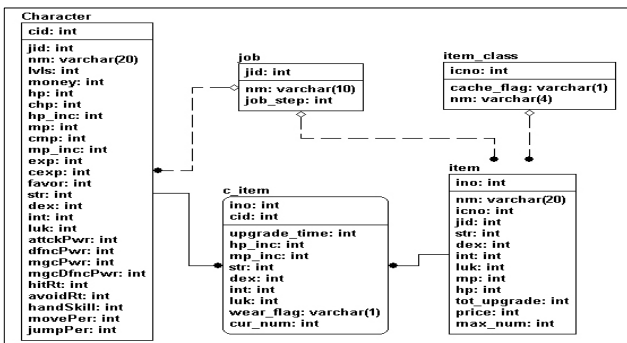 Character
cid: int
jid: int
nm: varchar(20)
lvls: int
money: int
hp: int
chp: int
hp_inc: int
mp: int
cmp: int
mp_inc: int
exp: int
cexp: int
favor: int
str: int
dex: int
int: int
luk: int
attckPwr: int
dfncPwr: int
mgcPwr: int
mgcDfncPwr: int
hitRt: int
avoidRt: int
handSkill: int
movePer: int
jumpPer: int
job
jid: int
nm: varchar(10)
job_step: int
item_class
icno: int
cache_flag: varchar(1)
nm: varchar(4)
c_item
ino: int
cid: int
upgrade_time: int
hp_inc: int
mp_inc: int
str: int
dex: int
int: int
luk: int
wear_flag: varchar(1)
cur_num: int
item
ino: int
nm: varchar(20)
icno: int
jid: int
str: int
dex: int
int: int
luk: int
mp: int
hp: int
tot_upgrade: int
price: int
max_num: int